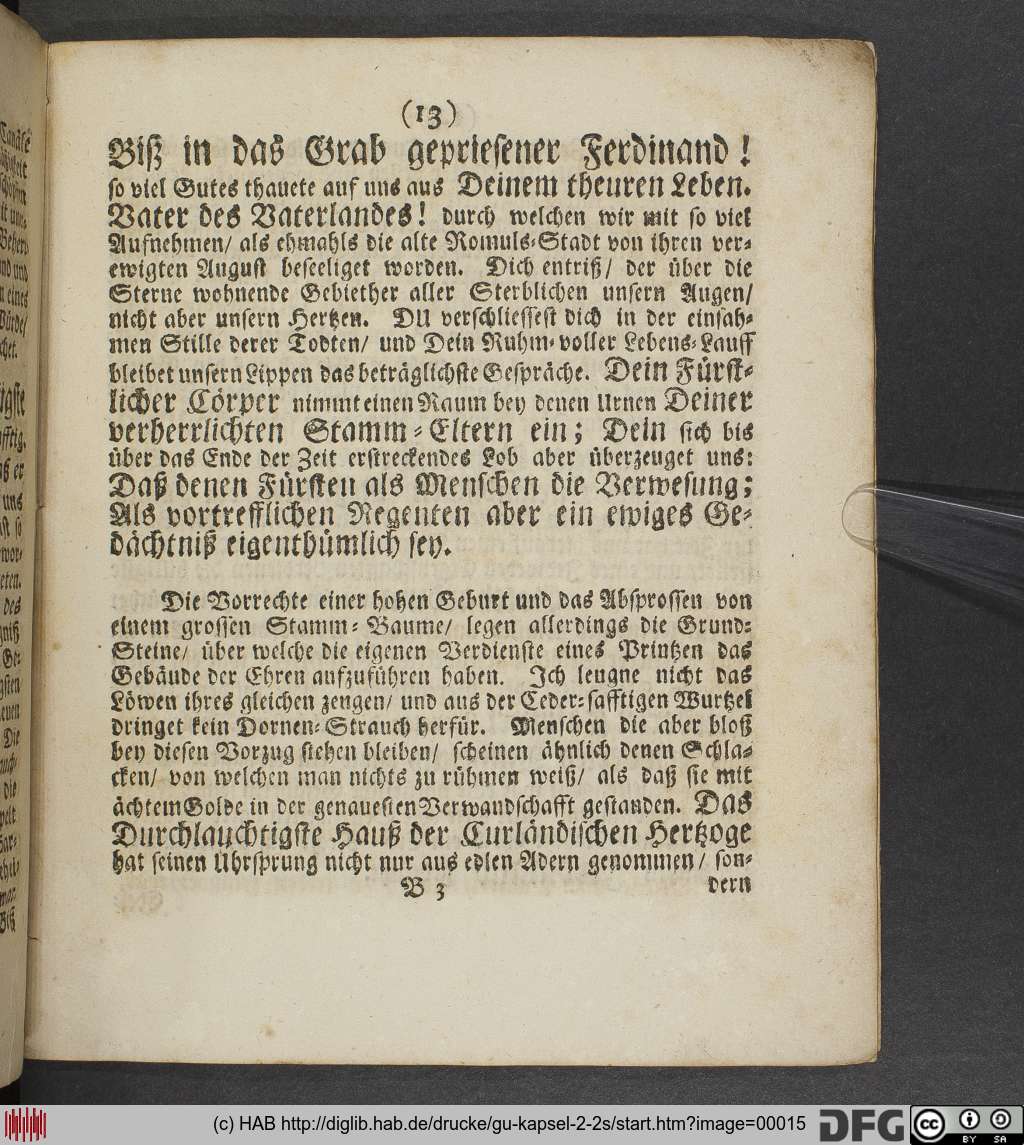 (13)
Biß in das Grab gepriesener Ferdinand!
so viel Gutes thauete auf uns aus Deinem theuren Leben.
Vater des Vaterlandes! durch welchen wir mit so viel
Aufnehmen/ als ehmahls die alte Romuls-Stadt von ihren ver-
ewigten August beseeliget worden. Dich entriß/ der über die
Sterne wohnende Gebiether aller Sterblichen unsern Augen/
nicht aber unsern Hertzen. DU verschliessest dich in der einsah-
men Stille derer Todten/ und Dein Ruhm-voller Lebens-Lauff
bleibet unsern Lippen das beträglichste Gespräche. Dein Fürst-
licher Cörper nimmt einen Raum bey denen Urnen Deiner
verherrlichten Stamm-Eltern ein; Dein sich bis
über das Ende der Zeit erstreckendes Lob aber überzeuget uns:
Daß denen Fürsten als Menschen die Verwesung;
Als vortrefflichen Regenten aber ein ewiges Ge-
dächtniß eigenthümlich sey.
Die Vorrechte einer hohen Geburt und das Absprossen von
einem grossen Stamm-Baume/ legen allerdings die Grund-
Steine/ über welche die eigenen Verdienste eines Printzen das
Gebäude der Ehren aufzuführen haben. Ich leugne nicht das
Löwen ihres gleichen zeugen/ und aus der Ceder-safftigen Wurtzel
dringet kein Dornen-Strauch herfür. Menschen die aber bloß
bey diesen Vorzug stehen bleiben/ scheinen ähnlich denen Schla-
cken/ von welchen man nichts zu rühmen weiß/ als daß sie mit
ächtem Golde in der genauesten Verwandschafft gestanden. Das
Durchlauchtigste Hauß der Curländischen Hertzoge
hat seinen Uhrsprung nicht nur aus edlen Adern genommen/ son-
B 3 dern
(c) HAB http://diglib.hab.de/drucke/gu-kapsel-2-2s/start.htm?image=00015
DFG
cc BY SA